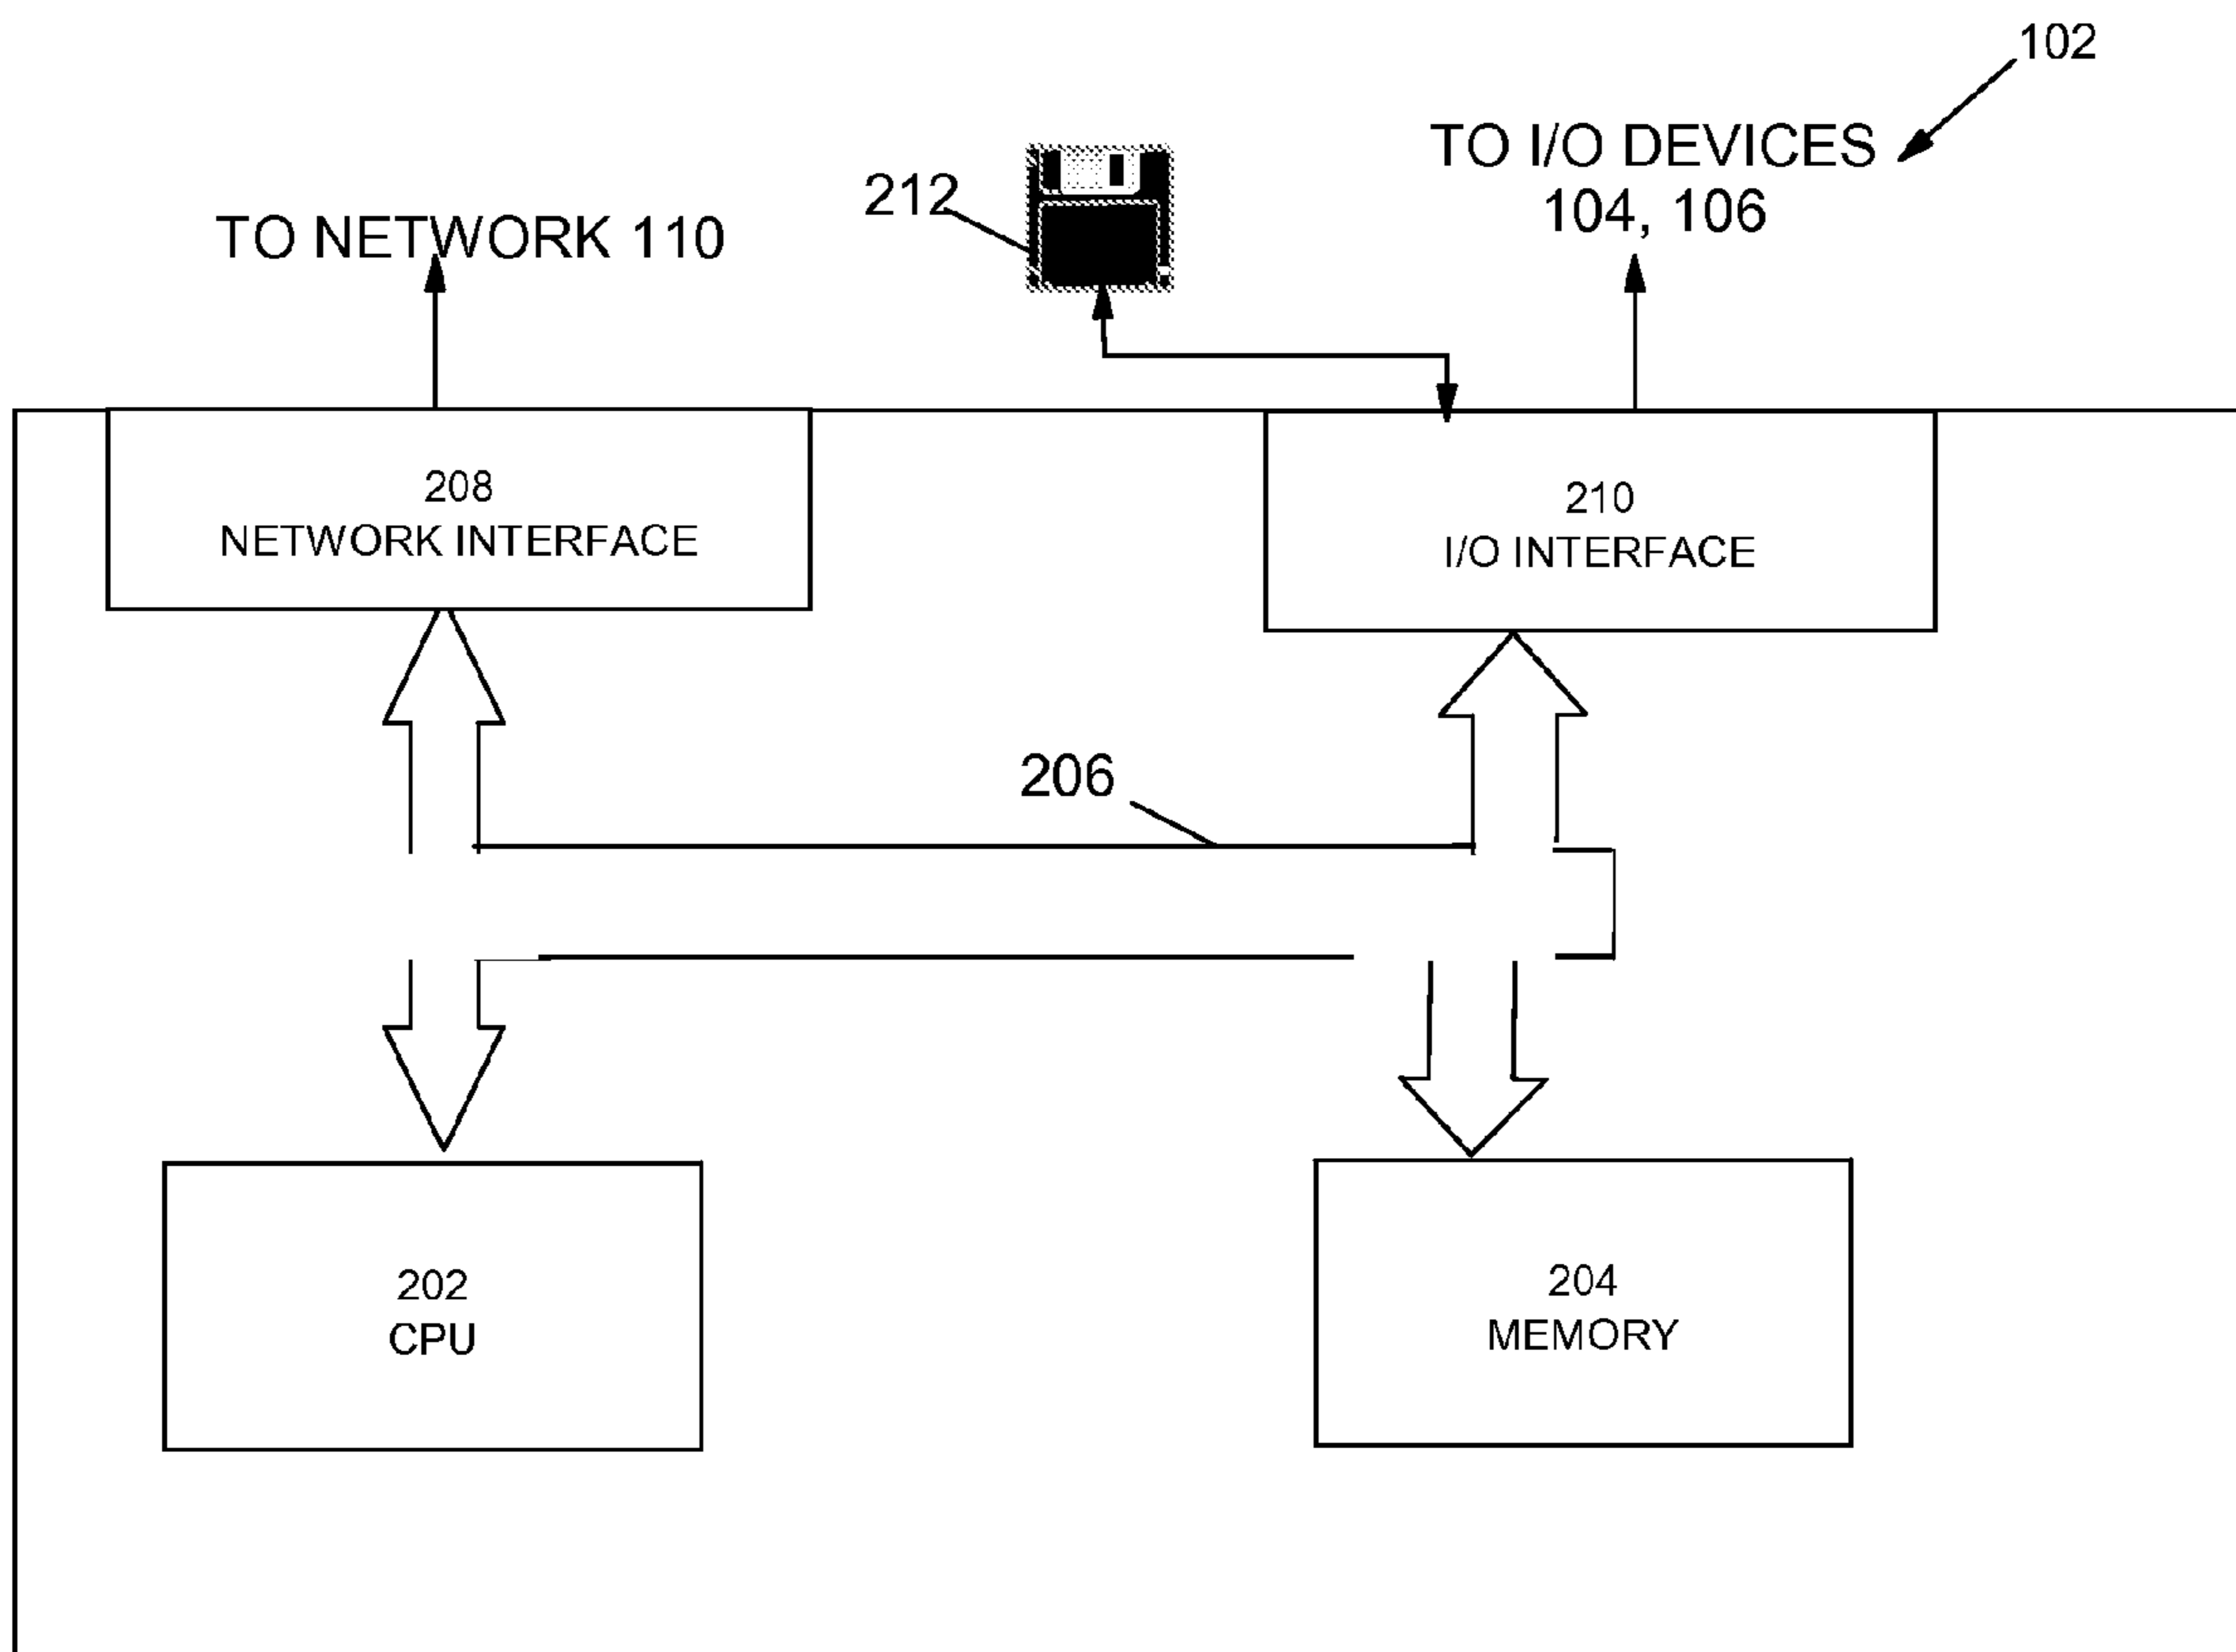 102
TO I/O DEVICES
104, 106
212
TO NETWORK 110
208
NETWORK INTERFACE
210
I/O INTERFACE
206
202
CPU
204
MEMORY